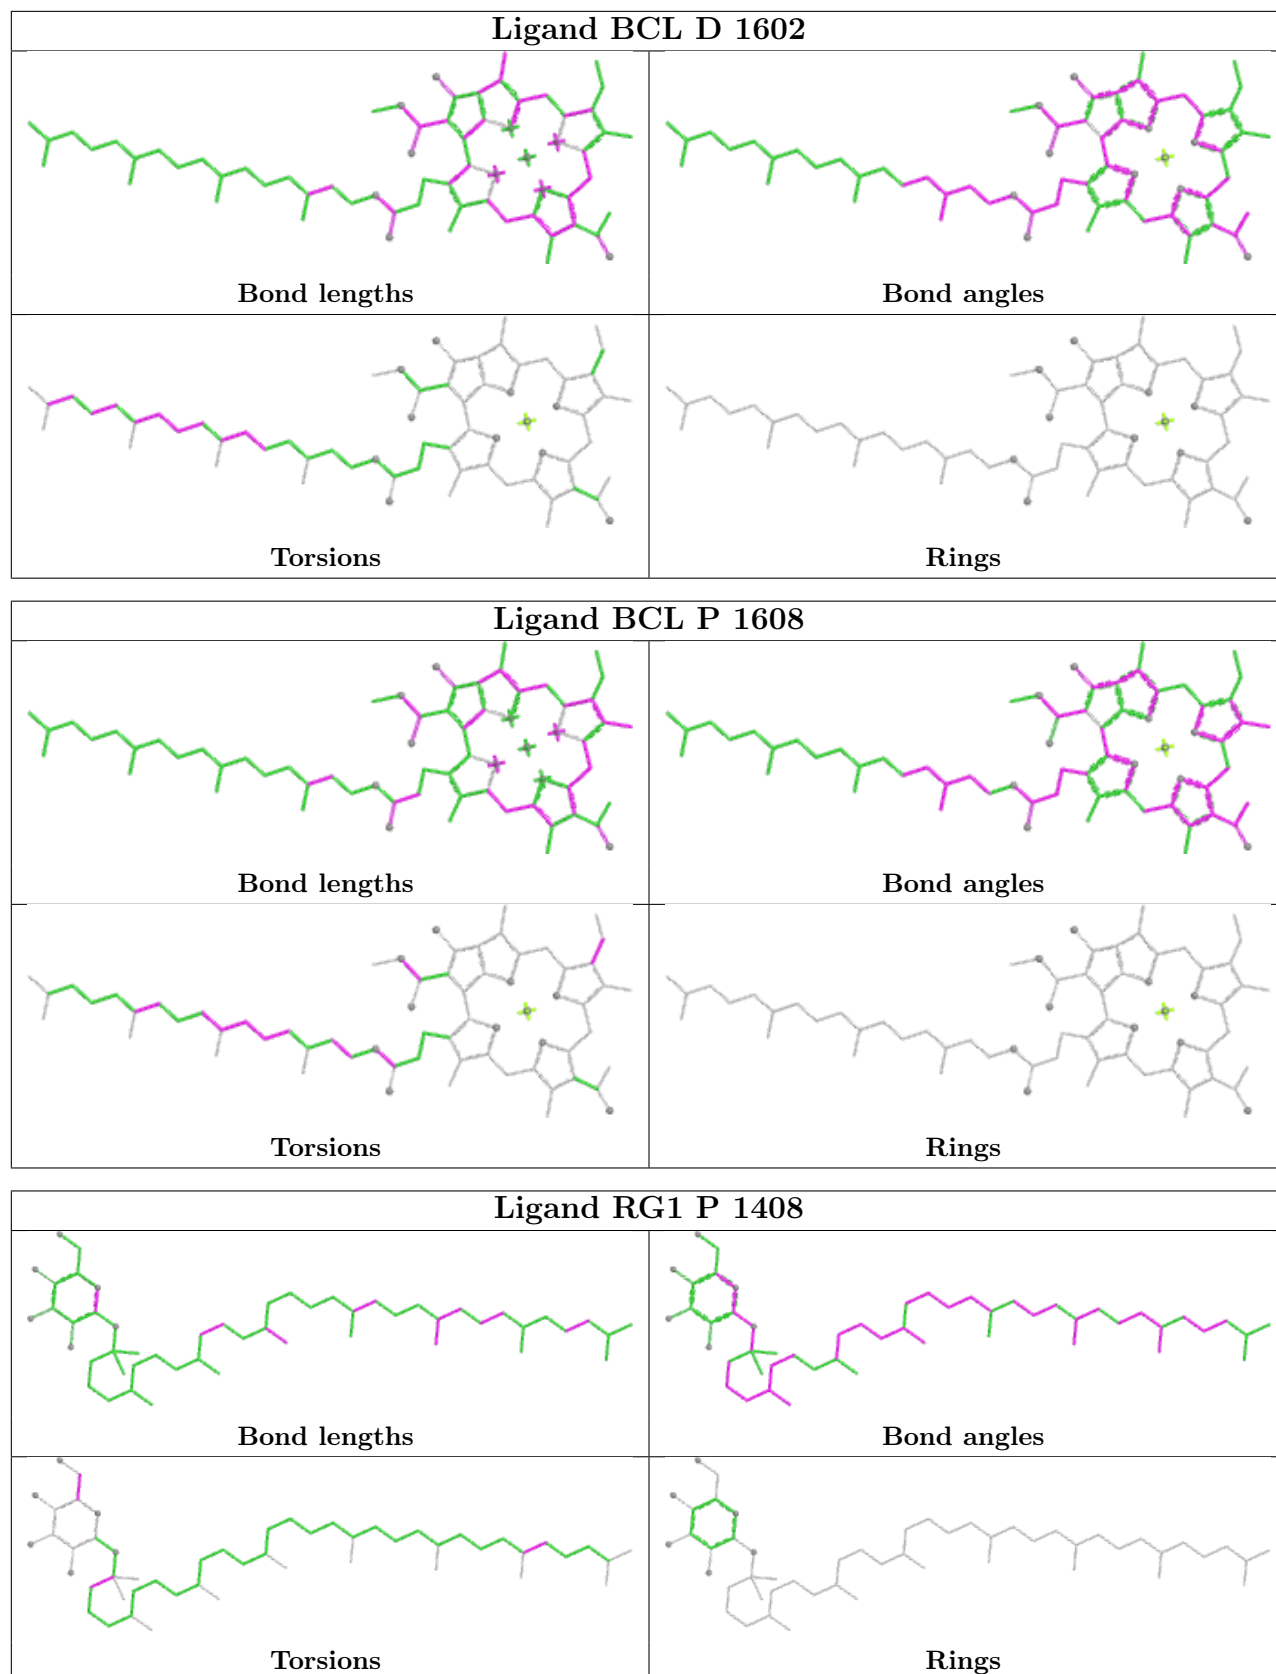 Ligand BCL D 1602
Bond lengths
Bond angles
Torsions
Rings
Ligand BCL P 1608
Bond lengths
Bond angles
Torsions
Rings
Ligand RG1 P 1408
Bond lengths
Bond angles
Torsions
Rings